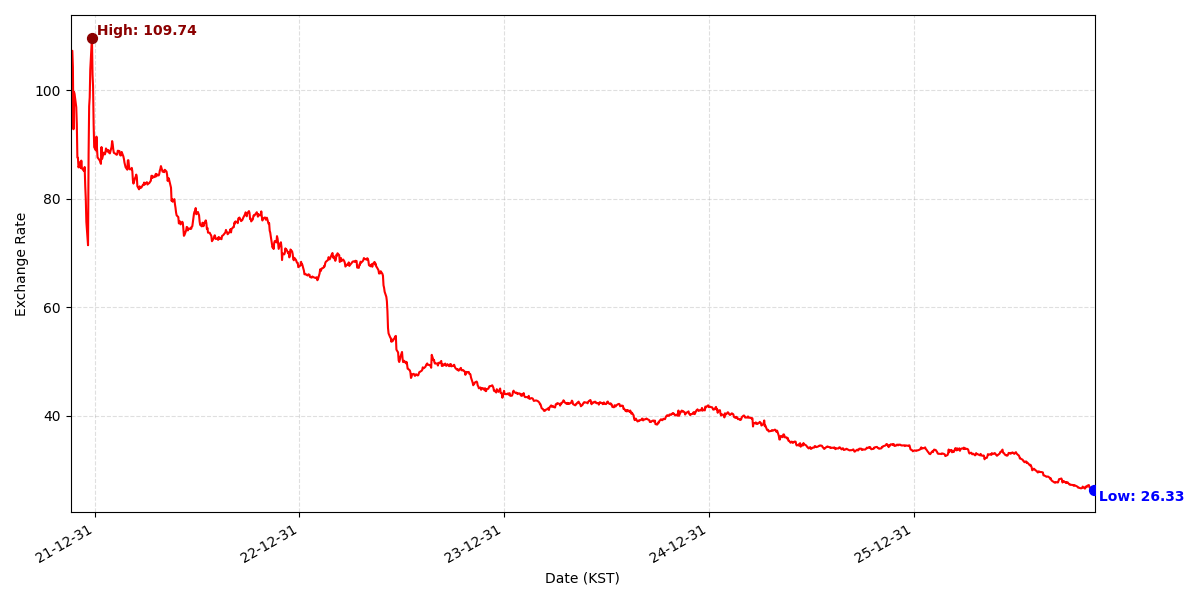 High: 109.74
100
80
60
40
Exchange Rate
Low: 26.33
21-12-31
22-12-31
23-12-31
24-12-31
25-12-31
Date (KST)